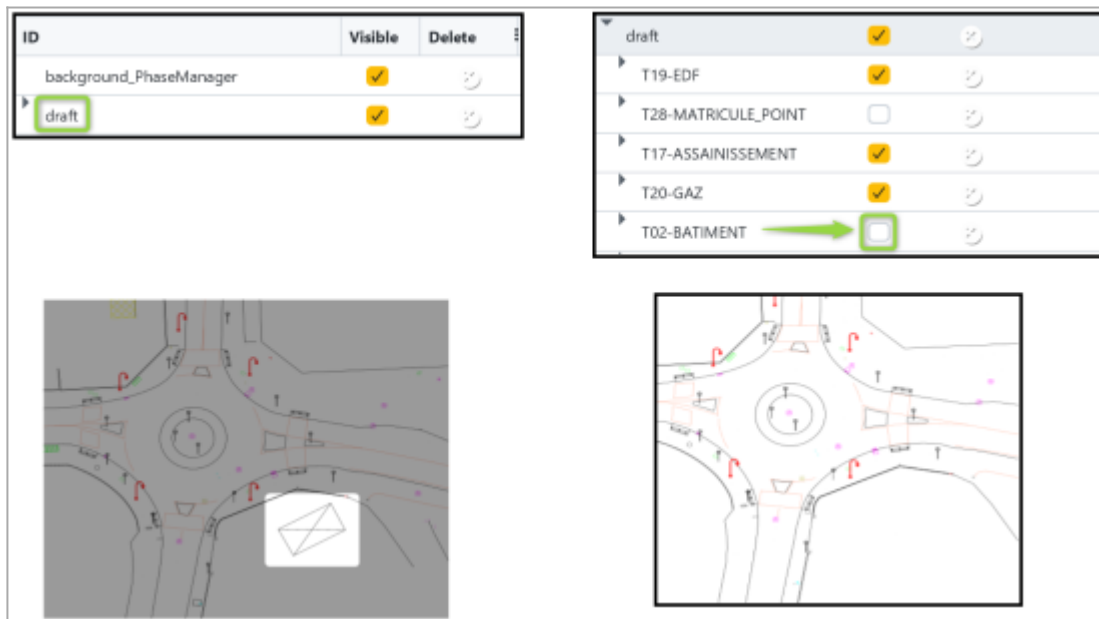 ID Visible Delete
background_PhaseManager
draft
draft
T19-EDF
T28-MATRICULE_POINT
T17-ASSAINISSEMENT
T20-GAZ
T02-BATIMENT